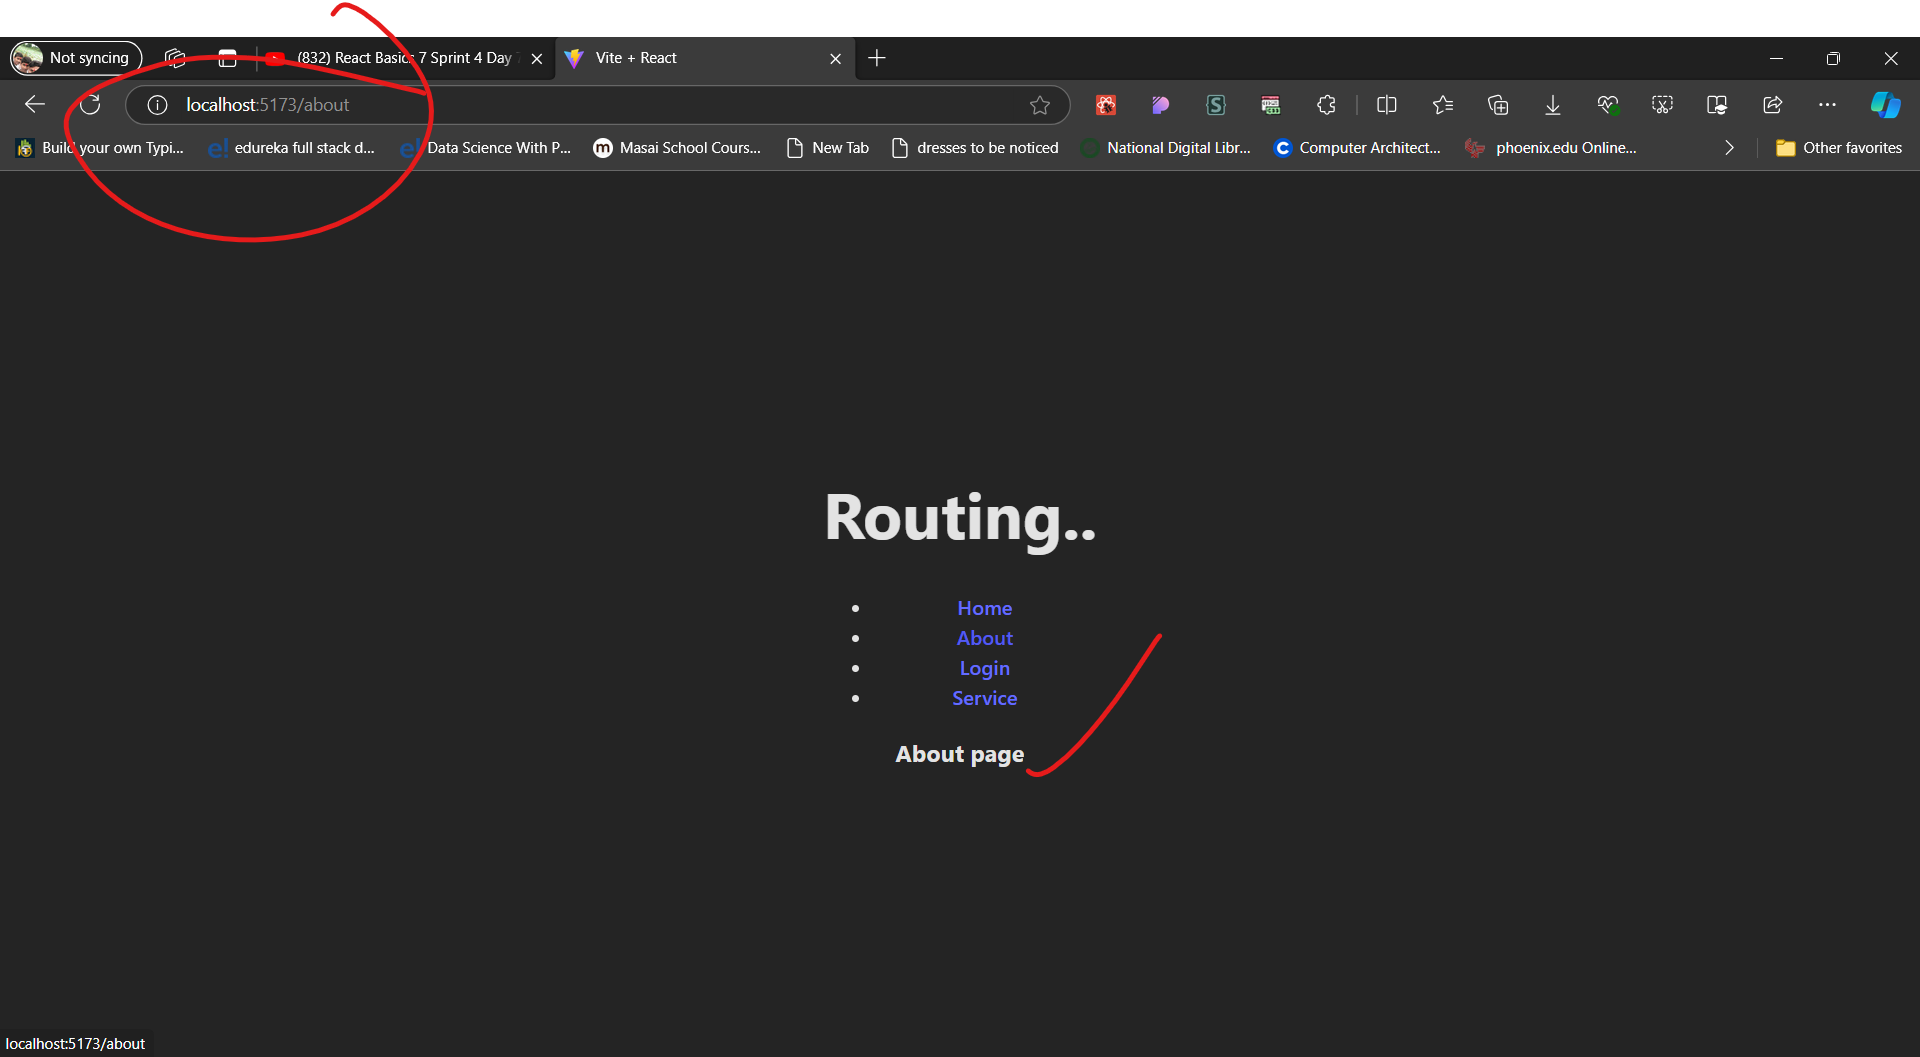 Not syncing
(832) React Basics 7 Sprint 4 Day
Vite + React
localhost:5173/about
Build your own Typi...
edureka full stack d...
Data Science With P...
Masai School Cours...
New Tab
dresses to be noticed
National Digital Libr...
Computer Architect...
phoenix.edu Online...
Other favorites
Routing..
Home
About
Login
Service
About page
localhost:5173/about